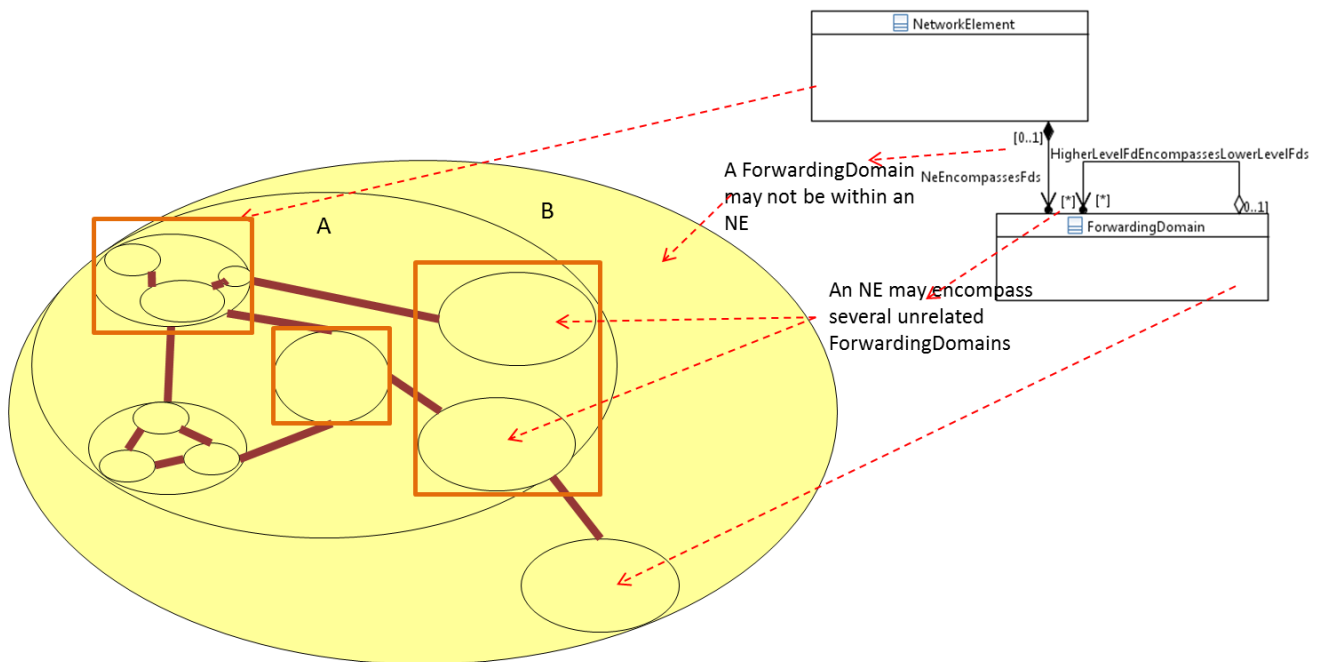 NetworkElement
[0..1]
HigherLevelFdEncompassesLowerLevelFds
NeEncompassesFds
[*]
[*]
0..1]
ForwardingDomain
A ForwardingDomain
may not be within an
NE
B
A
An NE may encompass
several unrelated
ForwardingDomains